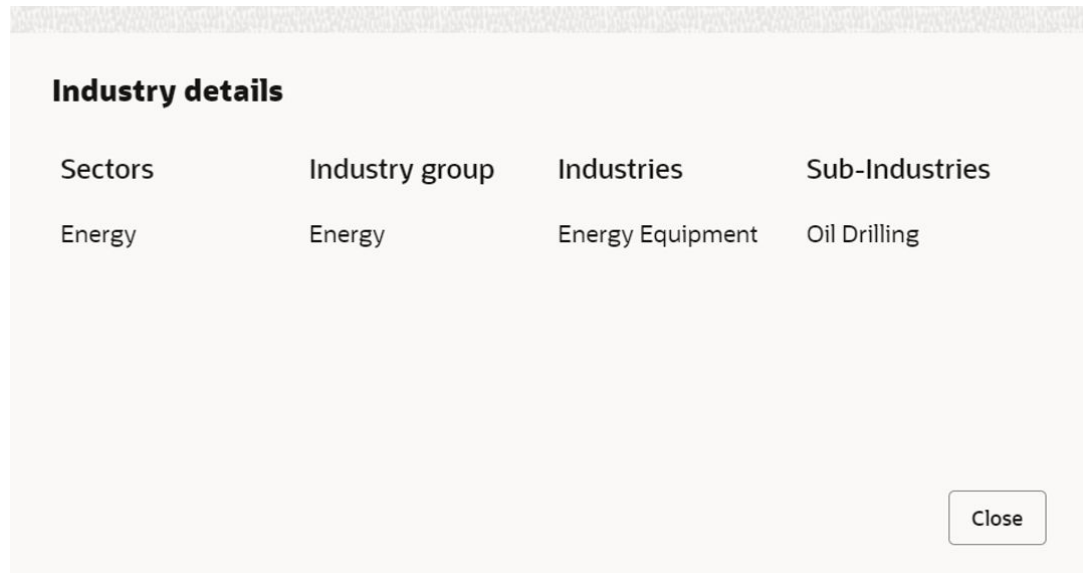 Industry details
Sectors Industry group Industries Sub-Industries
Energy Energy Energy Equipment Oil Drilling
Close